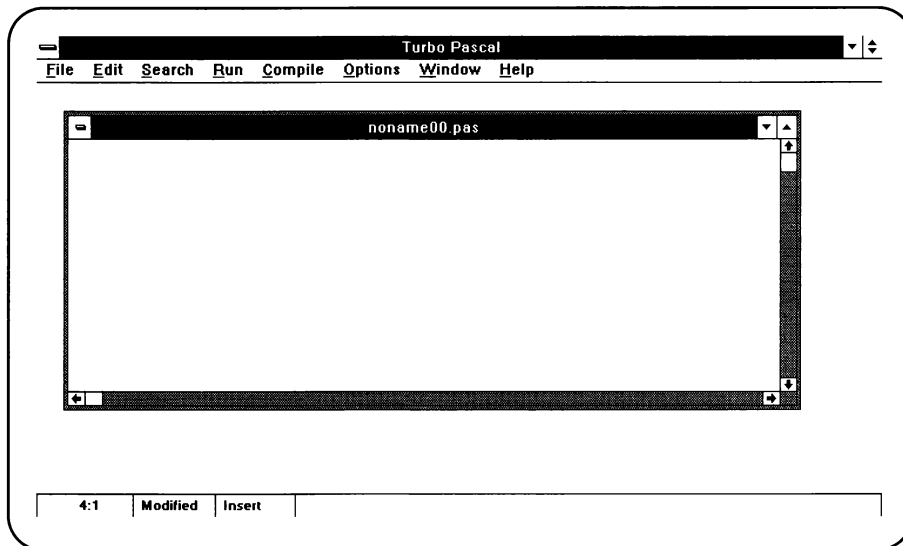 Turbo Pascal
File Edit Search Run Compile Options Window Help
noname00.pas
4:1 Modified Insert